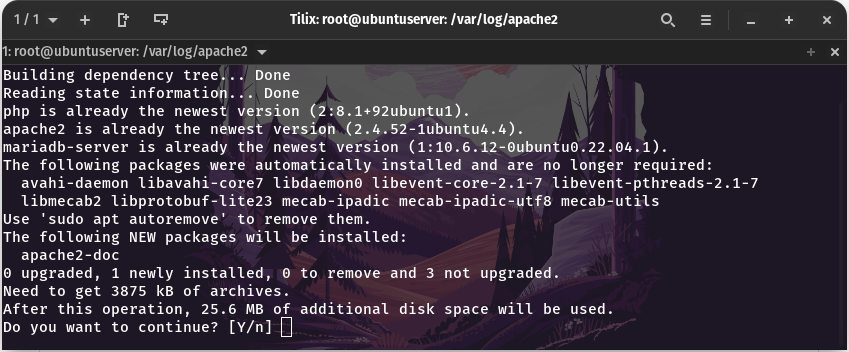 1 / 1
Tilix: root@ubuntuserver: /var/log/apache2
1: root@ubuntuserver: /var/log/apache2
Building dependency tree... Done
Reading state information... Done
php is already the newest version (2:8.1+92ubuntu1).
apache2 is already the newest version (2.4.52-1ubuntu4.4).
mariadb-server is already the newest version (1:10.6.12-0ubuntu0.22.04.1).
The following packages were automatically installed and are no longer required:
  avahi-daemon libavahi-core7 libdaemon0 libevent-core-2.1-7 libevent-pthreads-2.1-7
  libmecab2 libprotobuf-lite23 mecab-ipadic mecab-ipadic-utf8 mecab-utils
Use 'sudo apt autoremove' to remove them.
The following NEW packages will be installed:
  apache2-doc
0 upgraded, 1 newly installed, 0 to remove and 3 not upgraded.
Need to get 3875 kB of archives.
After this operation, 25.6 MB of additional disk space will be used.
Do you want to continue? [Y/n]